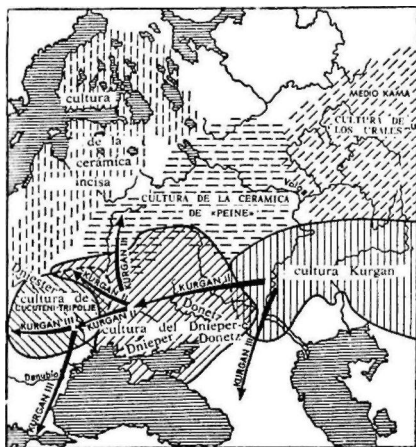 cultura
de la
cerámica
incisa
MEDIO KAMA
CULTURA DE
LOS URALES
Volga
CULTURA DE LA CERAMICA
DE «PEINE»
KURGAN III
cultura Kurgan
KURGAN II
Dniester
KURGAN II
cultura de
CUCUTENI-TRIPOLJE
KURGAN III
KURGAN II
Donetz
cultura del Dnieper-
Donetz
Dnieper
KURGAN III
Danubio
KURGAN III